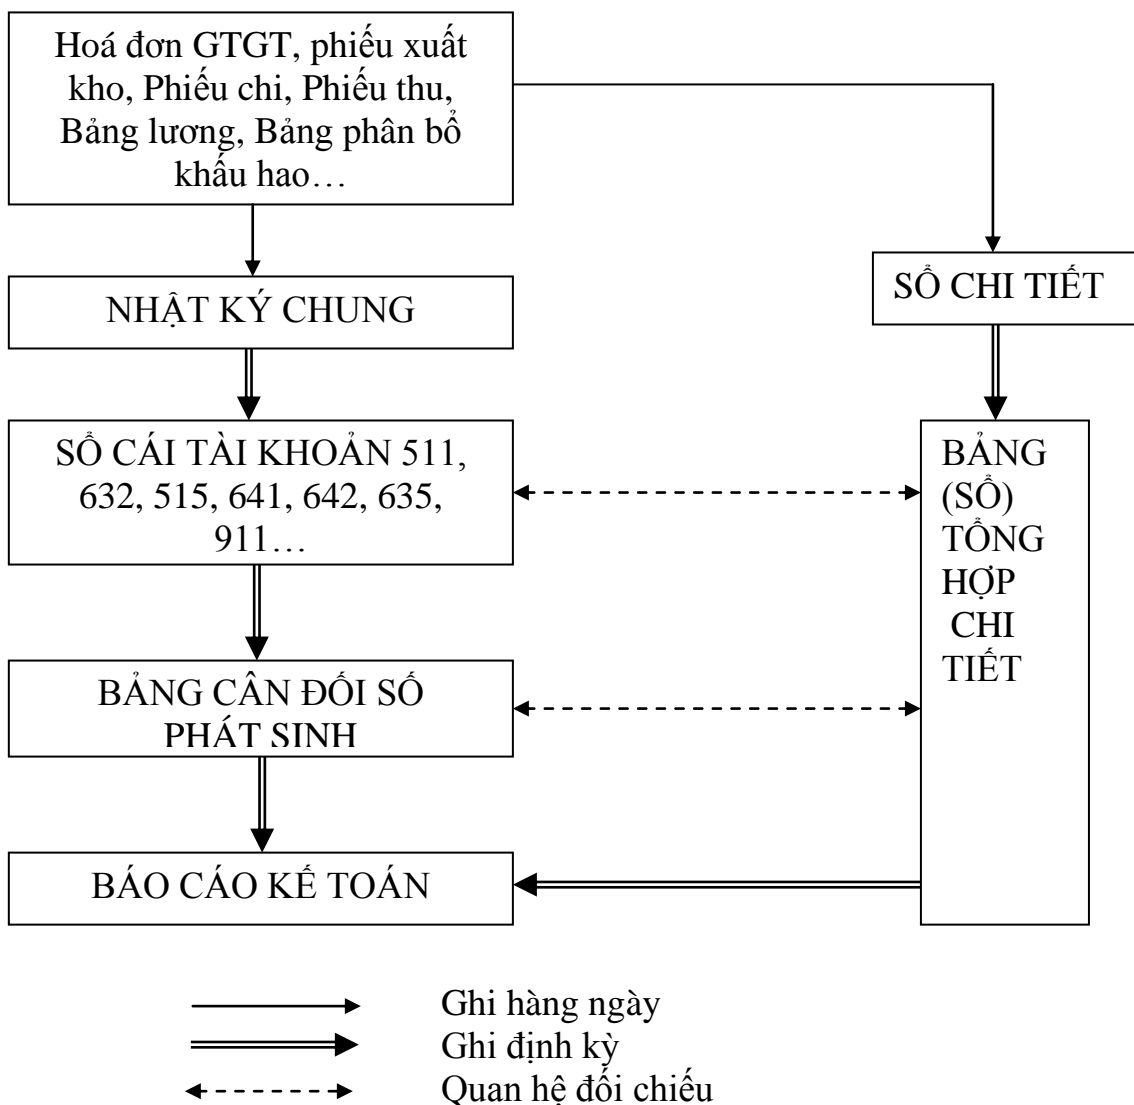 Hoá đơn GTGT, phiếu xuất
kho, Phiếu chi, Phiếu thu,
Bảng lương, Bảng phân bổ
khấu hao…
NHẬT KÝ CHUNG
SỔ CHI TIẾT
SỔ CÁI TÀI KHOẢN 511,
632, 515, 641, 642, 635,
911…
BẢNG
(SỔ)
TỔNG
HỢP
CHI
TIẾT
BẢNG CÂN ĐỐI SỐ
PHÁT SINH
BÁO CÁO KẾ TOÁN
Ghi hàng ngày
Ghi định kỳ
Quan hệ đối chiếu